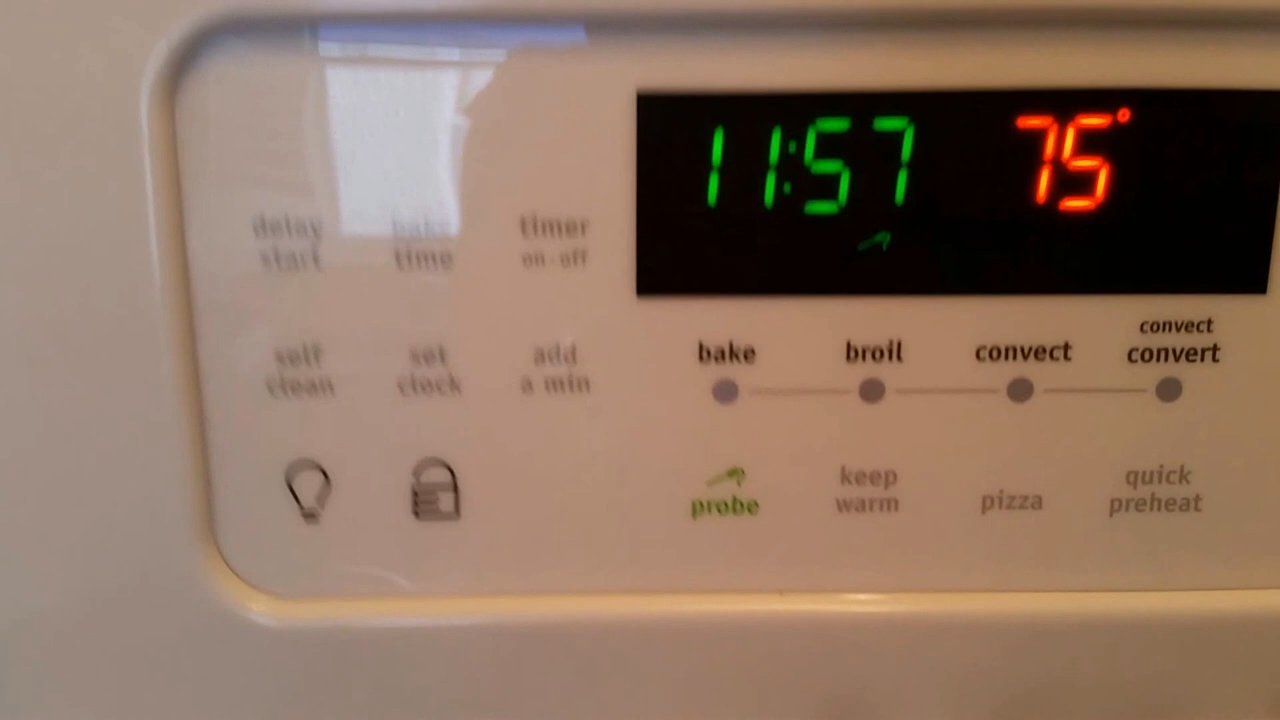 11:57 75°
delay
start
bake
time
timer
on-off
self
clean
set
clock
add
a min
bake
broil
convect
convect
convert
probe
keep
warm
pizza
quick
preheat